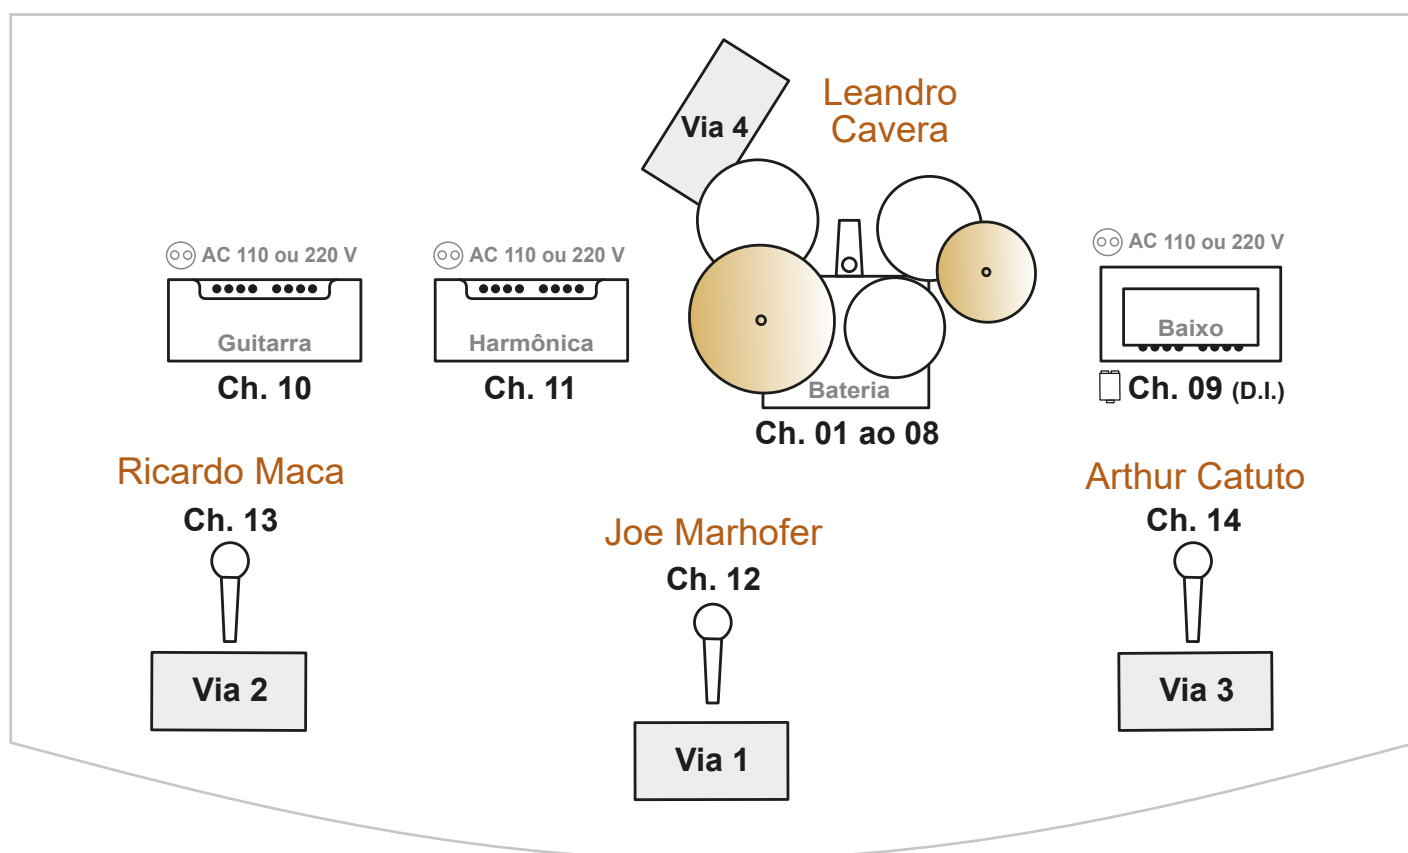 Leandro
Cavera
Via 4
AC 110 ou 220 V
AC 110 ou 220 V
AC 110 ou 220 V
Guitarra
Harmônica
Bateria
Baixo
Ch. 10
Ch. 11
Ch. 01 ao 08
Ch. 09 (D.I.)
Ricardo Maca
Ch. 13
Joe Marhofer
Ch. 12
Arthur Catuto
Ch. 14
Via 2
Via 1
Via 3